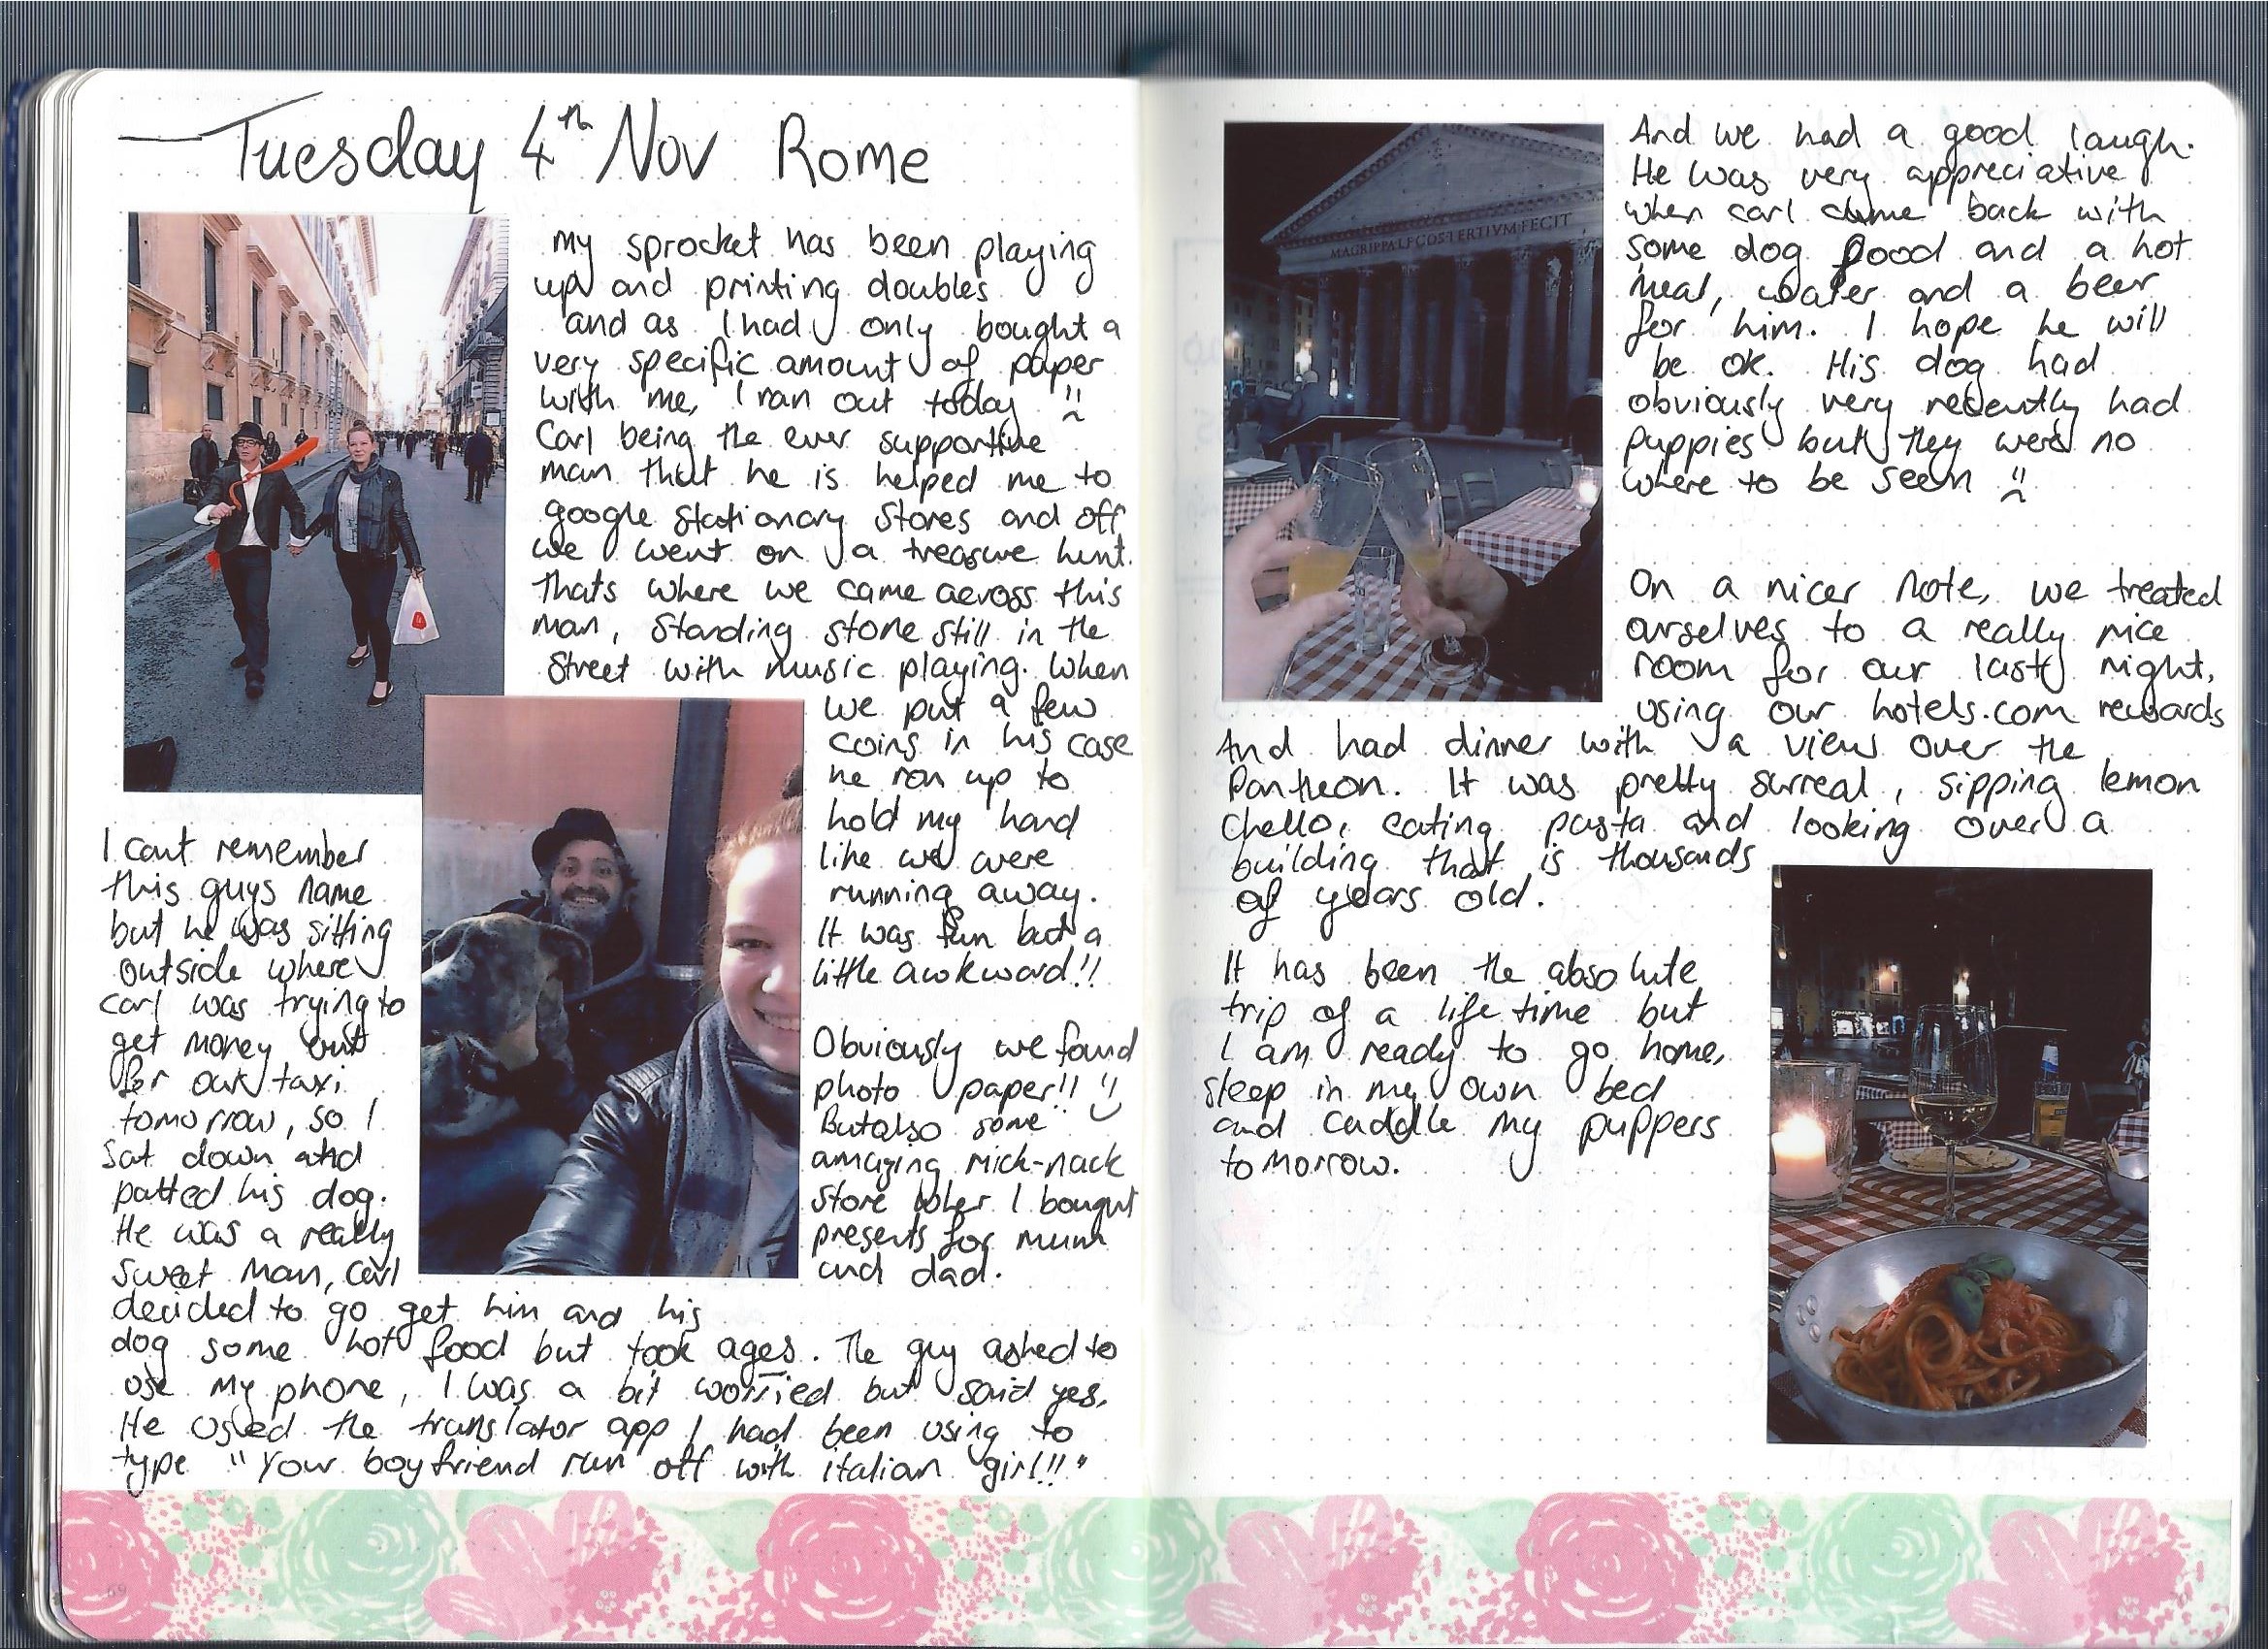 Tuesday 4th Nov Rome
my sprocket has been playing
up and printing doubles
and as I had only bought a
very specific amount of paper
with me, I ran out today
Carl being the ever supportive
man that he is helped me to
google stationary stores and off
we went on a treasure hunt.
thats where we came across this
man, standing stone still in the
street with music playing. When
we put a few
coins in his case
he ran up to
hold my hand
like we were
running away.
It was fun but a
little awkward!!
Obviously we found
photo paper!!
But also some
amazing nick-nack
store wher I bought
presents for mum
and dad.
I cant remember
this guys name
but he was sitting
outside where
carl was trying to
get money out
for our taxi
tomorrow, so I
sat down and
patted his dog.
He was a really
sweet man, carl
decided to go get him and his
dog some hot food but took ages. The guy asked to
use my phone, I was a bit worried but said yes.
He used the translator app I had been using to
type "Your boyfriend run off with italian girl!!"
69
MAGRIPPALFCOSTERTIVMFECIT
And we had a good laugh.
He was very appreciative
when carl came back with
some dog food and a hot
meal, water and a beer
for him. I hope he will
be ok. His dog had
obviously very recently had
puppies but they were no
where to be seen
On a nicer note, we treated
ourselves to a really nice
room for our last night,
using our hotels.com rewards
And had dinner with a view over the
Pantheon. It was pretty surreal, sipping lemon
chello, eating pasta and looking over a
building that is thousands
of years old.
It has been the absolute
trip of a life time but
I am ready to go home,
sleep in my own bed
and cuddle my puppers
tomorrow.